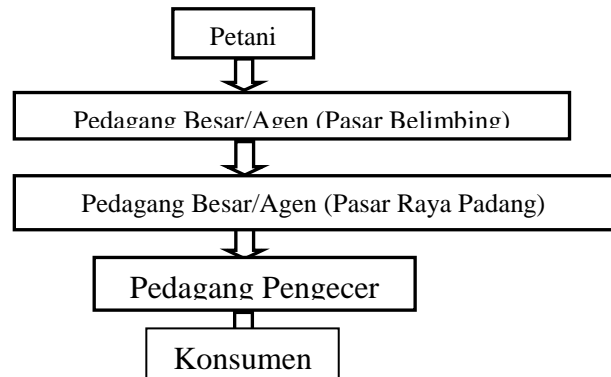 Petani
Pedagang Besar/Agen (Pasar Belimbing)
Pedagang Besar/Agen (Pasar Raya Padang)
Pedagang Pengecer
Konsumen